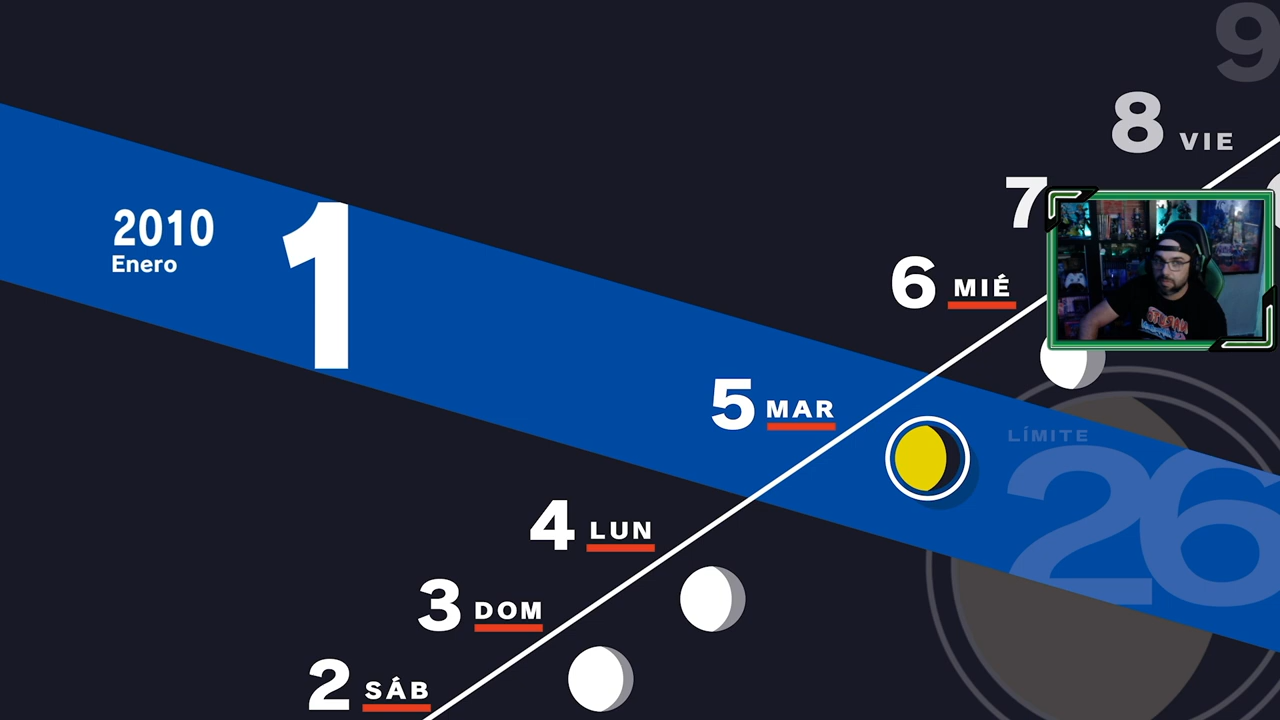 9
8 VIE
7
2010
Enero
1
6 MIÉ
5 MAR
LÍMITE
26
4 LUN
3 DOM
2 SÁB